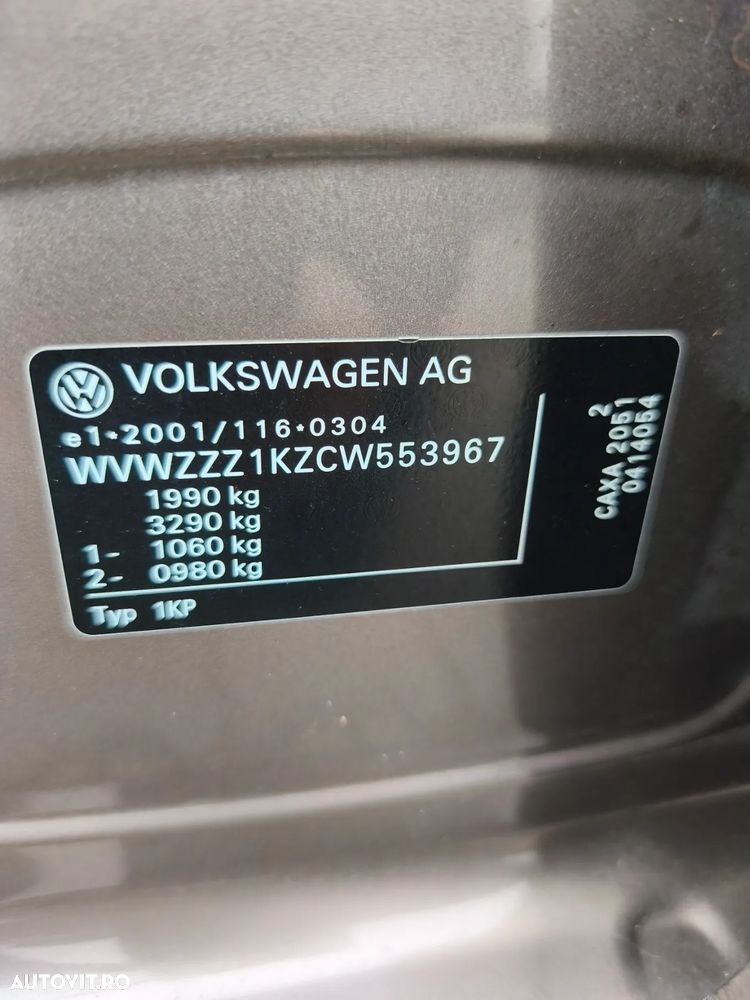 VOLKSWAGEN AG
e1*2001/116*0304
WVWZZZ1KZCW553967
1990 kg
3290 kg
1- 1060 kg
2- 0980 kg
Typ 1KP
2
CAXA 2051
0414054
AUTOVIT.RO